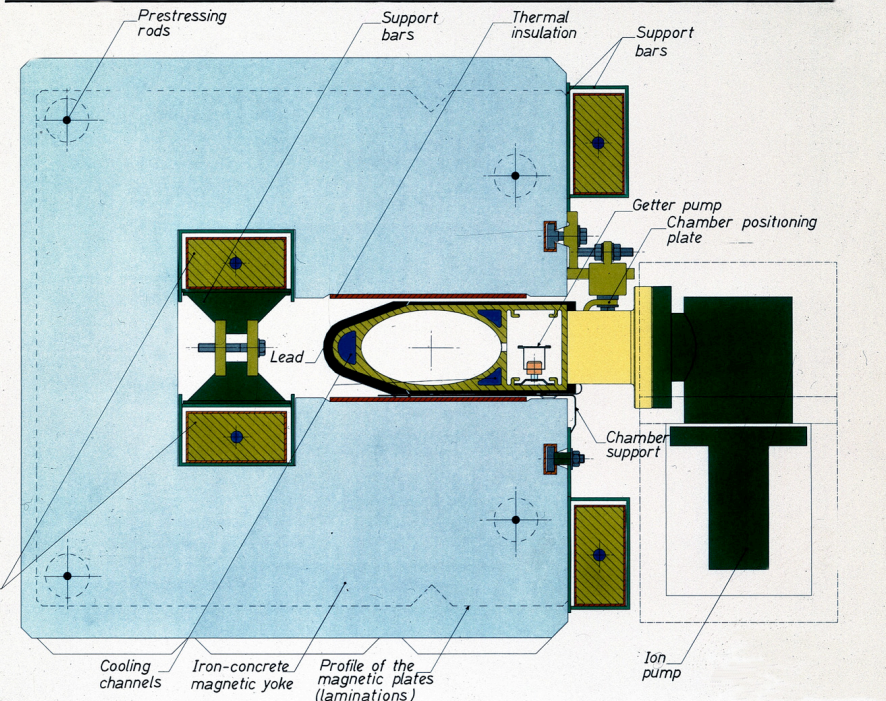 Prestressing
rods
Support
bars
Thermal
insulation
Support
bars
Getter pump
Chamber positioning
plate
Lead
Chamber
support
Cooling
channels
Iron-concrete
magnetic yoke
Profile of the
magnetic plates
(laminations)
Ion
pump